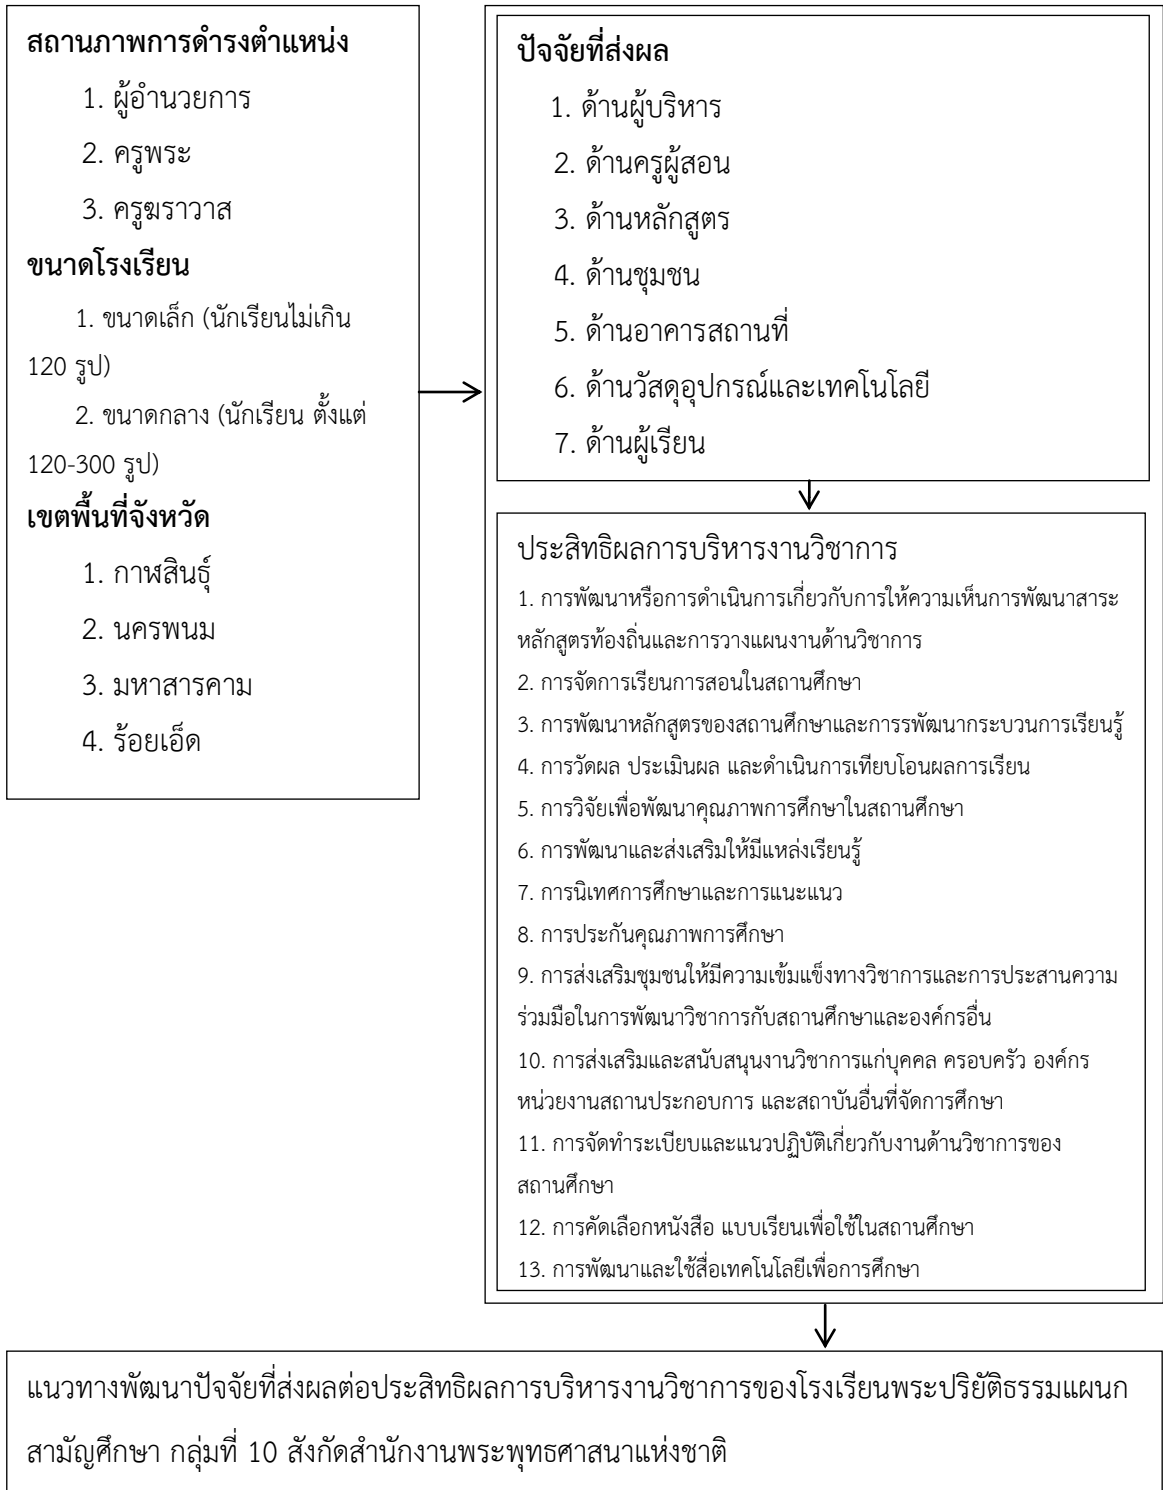 สถานภาพการดำรงตำแหน่ง
1. ผู้อำนวยการ
2. ครูพระ
3. ครูฆราวาส
ขนาดโรงเรียน
1. ขนาดเล็ก (นักเรียนไม่เกิน
120 รูป)
2. ขนาดกลาง (นักเรียน ตั้งแต่
120-300 รูป)
เขตพื้นที่จังหวัด
1. กาฬสินธุ์
2. นครพนม
3. มหาสารคาม
4. ร้อยเอ็ด
ปัจจัยที่ส่งผล
1. ด้านผู้บริหาร
2. ด้านครูผู้สอน
3. ด้านหลักสูตร
4. ด้านชุมชน
5. ด้านอาคารสถานที่
6. ด้านวัสดุอุปกรณ์และเทคโนโลยี
7. ด้านผู้เรียน
ประสิทธิผลการบริหารงานวิชาการ
1. การพัฒนาหรือการดำเนินการเกี่ยวกับการให้ความเห็นการพัฒนาสาระ
หลักสูตรท้องถิ่นและการวางแผนงานด้านวิชาการ
2. การจัดการเรียนการสอนในสถานศึกษา
3. การพัฒนาหลักสูตรของสถานศึกษาและการรพัฒนากระบวนการเรียนรู้
4. การวัดผล ประเมินผล และดำเนินการเทียบโอนผลการเรียน
5. การวิจัยเพื่อพัฒนาคุณภาพการศึกษาในสถานศึกษา
6. การพัฒนาและส่งเสริมให้มีแหล่งเรียนรู้
7. การนิเทศการศึกษาและการแนะแนว
8. การประกันคุณภาพการศึกษา
9. การส่งเสริมชุมชนให้มีความเข้มแข็งทางวิชาการและการประสานความ
ร่วมมือในการพัฒนาวิชาการกับสถานศึกษาและองค์กรอื่น
10. การส่งเสริมและสนับสนุนงานวิชาการแก่บุคคล ครอบครัว องค์กร
หน่วยงานสถานประกอบการ และสถาบันอื่นที่จัดการศึกษา
11. การจัดทำระเบียบและแนวปฏิบัติเกี่ยวกับงานด้านวิชาการของ
สถานศึกษา
12. การคัดเลือกหนังสือ แบบเรียนเพื่อใช้ในสถานศึกษา
13. การพัฒนาและใช้สื่อเทคโนโลยีเพื่อการศึกษา
แนวทางพัฒนาปัจจัยที่ส่งผลต่อประสิทธิผลการบริหารงานวิชาการของโรงเรียนพระปริยัติธรรมแผนก
สามัญศึกษา กลุ่มที่ 10 สังกัดสำนักงานพระพุทธศาสนาแห่งชาติ